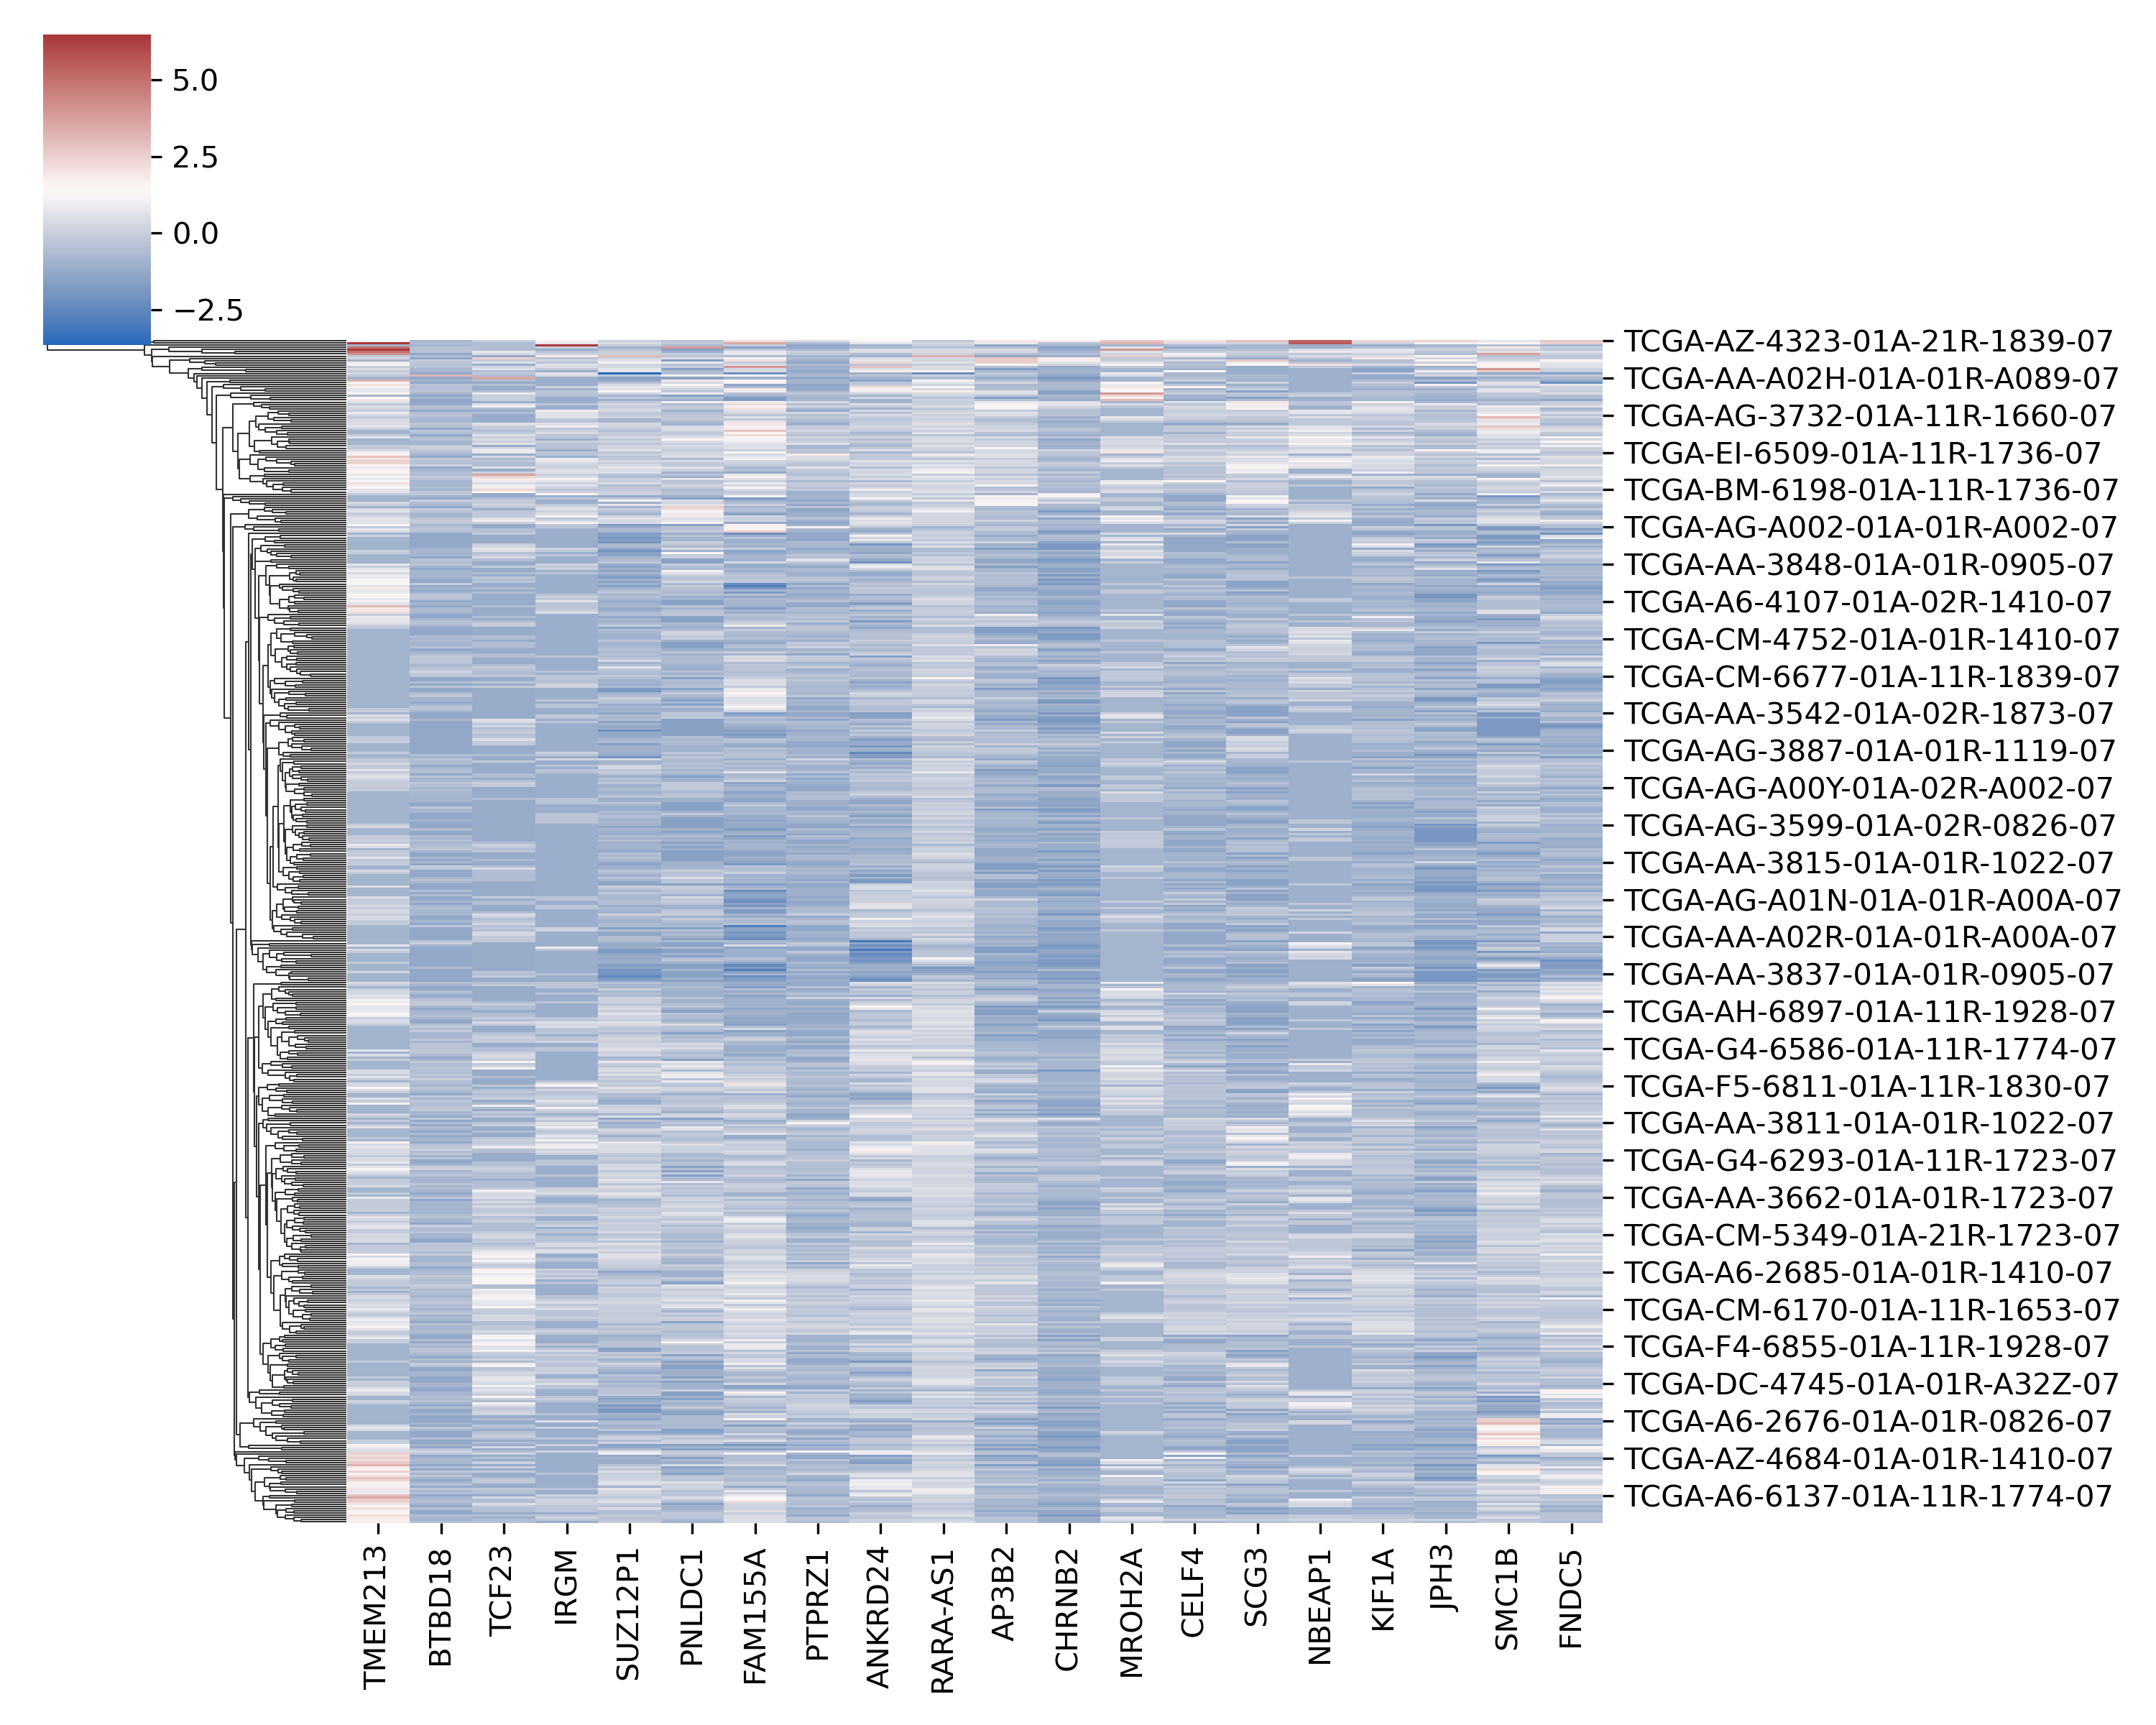 5.0
2.5
0.0
−2.5
TCGA-AZ-4323-01A-21R-1839-07
TCGA-AA-A02H-01A-01R-A089-07
TCGA-AG-3732-01A-11R-1660-07
TCGA-EI-6509-01A-11R-1736-07
TCGA-BM-6198-01A-11R-1736-07
TCGA-AG-A002-01A-01R-A002-07
TCGA-AA-3848-01A-01R-0905-07
TCGA-A6-4107-01A-02R-1410-07
TCGA-CM-4752-01A-01R-1410-07
TCGA-CM-6677-01A-11R-1839-07
TCGA-AA-3542-01A-02R-1873-07
TCGA-AG-3887-01A-01R-1119-07
TCGA-AG-A00Y-01A-02R-A002-07
TCGA-AG-3599-01A-02R-0826-07
TCGA-AA-3815-01A-01R-1022-07
TCGA-AG-A01N-01A-01R-A00A-07
TCGA-AA-A02R-01A-01R-A00A-07
TCGA-AA-3837-01A-01R-0905-07
TCGA-AH-6897-01A-11R-1928-07
TCGA-G4-6586-01A-11R-1774-07
TCGA-F5-6811-01A-11R-1830-07
TCGA-AA-3811-01A-01R-1022-07
TCGA-G4-6293-01A-11R-1723-07
TCGA-AA-3662-01A-01R-1723-07
TCGA-CM-5349-01A-21R-1723-07
TCGA-A6-2685-01A-01R-1410-07
TCGA-CM-6170-01A-11R-1653-07
TCGA-F4-6855-01A-11R-1928-07
TCGA-DC-4745-01A-01R-A32Z-07
TCGA-A6-2676-01A-01R-0826-07
TCGA-AZ-4684-01A-01R-1410-07
TCGA-A6-6137-01A-11R-1774-07
TMEM213
BTBD18
TCF23
IRGM
SUZ12P1
PNLDC1
FAM155A
PTPRZ1
ANKRD24
RARA-AS1
AP3B2
CHRNB2
MROH2A
CELF4
SCG3
NBEAP1
KIF1A
JPH3
SMC1B
FNDC5